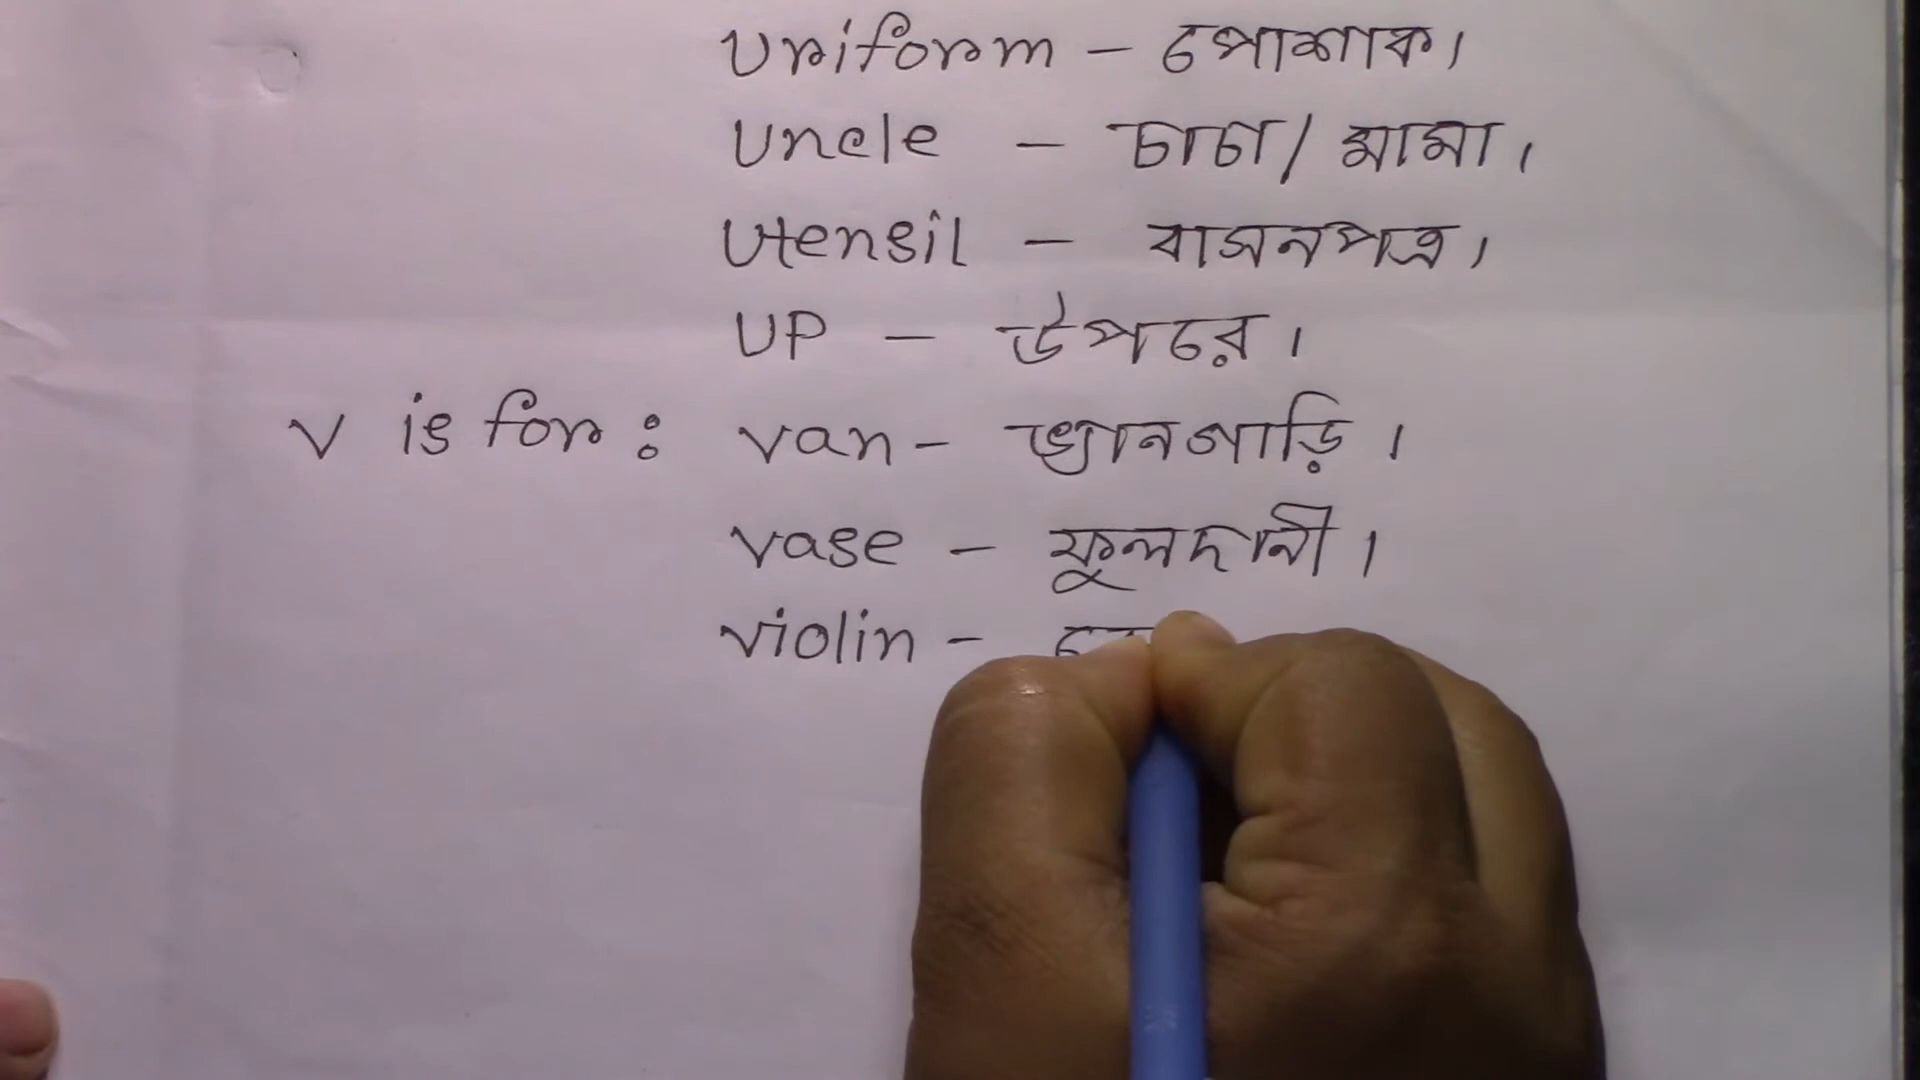 Uniform – পোশাক।
Uncle – চাচা / মামা।
Utensil – বাসনপত্র।
UP – উপরে।
V is for : van – ভ্যানগাড়ি।
vase – ফুলদানী।
violin –